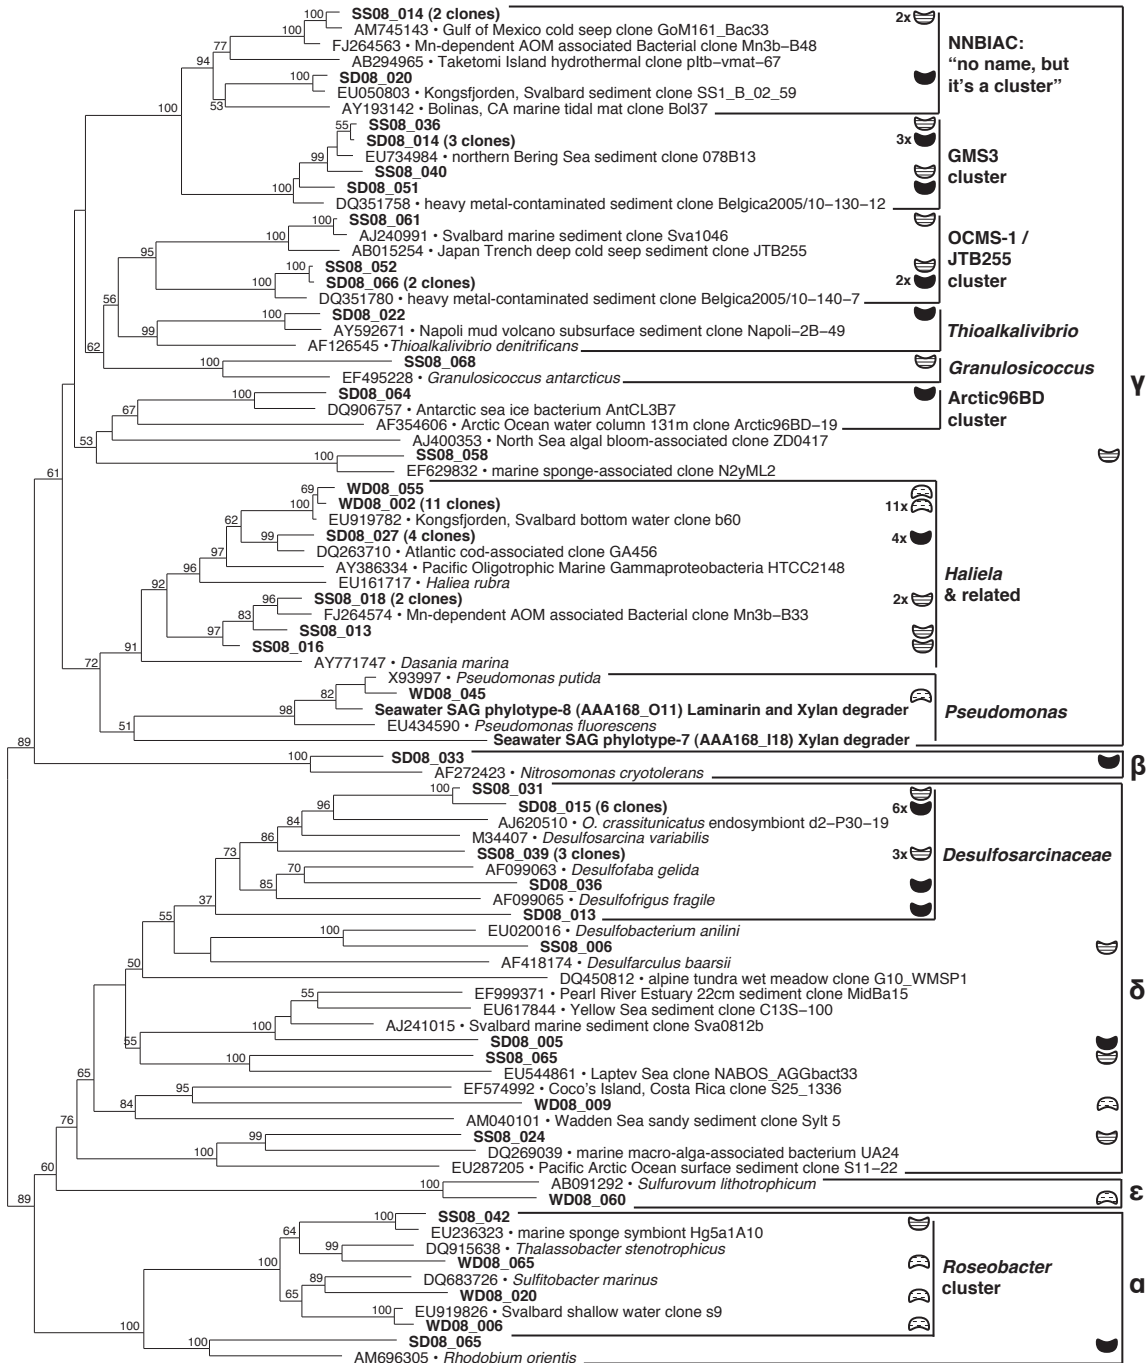 SS08_014 (2 clones)
AM745143 • Gulf of Mexico cold seep clone GoM161_Bac33
FJ264563 • Mn-dependent AOM associated Bacterial clone Mn3b−B48
AB294965 • Taketomi Island hydrothermal clone pItb−vmat−67
SD08_020
EU050803 • Kongsfjorden, Svalbard sediment clone SS1_B_02_59
AY193142 • Bolinas, CA marine tidal mat clone Bol37
100
100
77
94
100
53
100
2x
NNBIAC:
“no name, but
it’s a cluster”
SS08_036
SD08_014 (3 clones)
EU734984 • northern Bering Sea sediment clone 078B13
SS08_040
SD08_051
DQ351758 • heavy metal-contaminated sediment clone Belgica2005/10−130−12
55
99
100
3x
GMS3
cluster
SS08_061
AJ240991 • Svalbard marine sediment clone Sva1046
AB015254 • Japan Trench deep cold seep sediment clone JTB255
SS08_052
SD08_066 (2 clones)
DQ351780 • heavy metal-contaminated sediment clone Belgica2005/10−140−7
100
100
95
100
100
2x
OCMS-1 /
JTB255
cluster
SD08_022
AY592671 • Napoli mud volcano subsurface sediment clone Napoli−2B−49
AF126545 • Thioalkalivibrio denitrificans
56
100
99
62
Thioalkalivibrio
SS08_068
EF495228 • Granulosicoccus antarcticus
100
Granulosicoccus
γ
SD08_064
DQ906757 • Antarctic sea ice bacterium AntCL3B7
AF354606 • Arctic Ocean water column 131m clone Arctic96BD−19
AJ400353 • North Sea algal bloom-associated clone ZD0417
SS08_058
EF629832 • marine sponge-associated clone N2yML2
100
67
53
100
61
Arctic96BD
cluster
WD08_055
WD08_002 (11 clones)
EU919782 • Kongsfjorden, Svalbard bottom water clone b60
SD08_027 (4 clones)
DQ263710 • Atlantic cod-associated clone GA456
AY386334 • Pacific Oligotrophic Marine Gammaproteobacteria HTCC2148
EU161717 • Haliea rubra
SS08_018 (2 clones)
FJ264574 • Mn-dependent AOM associated Bacterial clone Mn3b−B33
SS08_013
SS08_016
AY771747 • Dasania marina
69
100
62
99
97
96
92
96
83
97
91
72
11x
4x
2x
Haliela
& related
X93997 • Pseudomonas putida
WD08_045
Seawater SAG phylotype-8 (AAA168_O11) Laminarin and Xylan degrader
EU434590 • Pseudomonas fluorescens
Seawater SAG phylotype-7 (AAA168_I18) Xylan degrader
82
98
51
89
Pseudomonas
SD08_033
AF272423 • Nitrosomonas cryotolerans
100
β
SS08_031
SD08_015 (6 clones)
AJ620510 • O. crassitunicatus endosymbiont d2−P30−19
M34407 • Desulfosarcina variabilis
SS08_039 (3 clones)
AF099063 • Desulfofaba gelida
SD08_036
AF099065 • Desulfofrigus fragile
SD08_013
100
96
84
86
73
70
85
37
6x
3x
Desulfosarcinaceae
EU020016 • Desulfobacterium anilini
SS08_006
AF418174 • Desulfarculus baarsii
DQ450812 • alpine tundra wet meadow clone G10_WMSP1
EF999371 • Pearl River Estuary 22cm sediment clone MidBa15
EU617844 • Yellow Sea sediment clone C13S−100
AJ241015 • Svalbard marine sediment clone Sva0812b
SD08_005
SS08_065
EU544861 • Laptev Sea clone NABOS_AGGbact33
EF574992 • Coco's Island, Costa Rica clone S25_1336
WD08_009
AM040101 • Wadden Sea sandy sediment clone Sylt 5
SS08_024
DQ269039 • marine macro-alga-associated bacterium UA24
EU287205 • Pacific Arctic Ocean surface sediment clone S11−22
55
100
50
55
100
55
100
65
95
84
76
99
100
60
δ
AB091292 • Sulfurovum lithotrophicum
WD08_060
100
89
ε
SS08_042
EU236323 • marine sponge symbiont Hg5a1A10
DQ915638 • Thalassobacter stenotrophicus
WD08_065
DQ683726 • Sulfitobacter marinus
WD08_020
EU919826 • Svalbard shallow water clone s9
WD08_006
SD08_065
AM696305 • Rhodobium orientis
100
64
99
89
65
100
100
100
Roseobacter
cluster
α